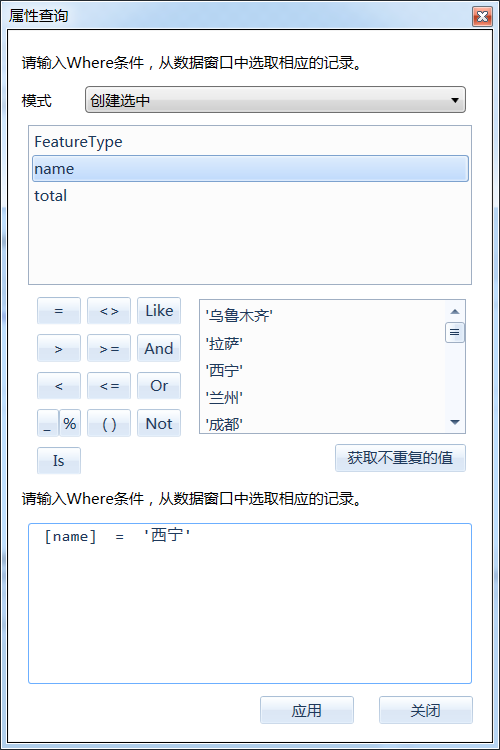 属性查询
请输入Where条件，从数据窗口中选取相应的记录。
模式 创建选中
FeatureType
name
total
= <> Like
> >= And
< <= Or
_ % ( ) Not
Is
'乌鲁木齐'
'拉萨'
'西宁'
'兰州'
'成都'
获取不重复的值
请输入Where条件，从数据窗口中选取相应的记录。
[name] = '西宁'
应用 关闭